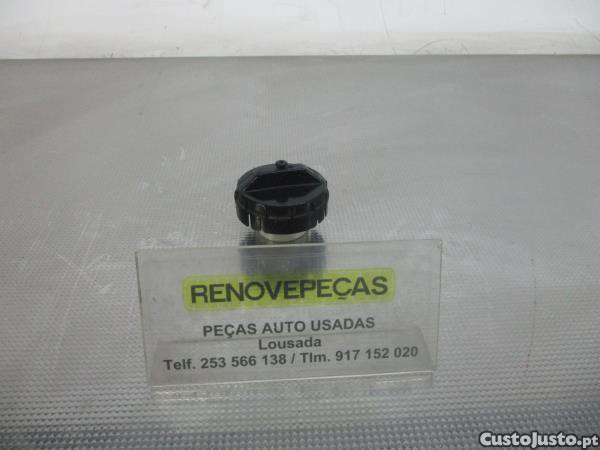 RENOVEPEÇAS
PEÇAS AUTO USADAS
Lousada
Telf. 253 566 138 / Tlm. 917 152 020
CustoJusto.pt